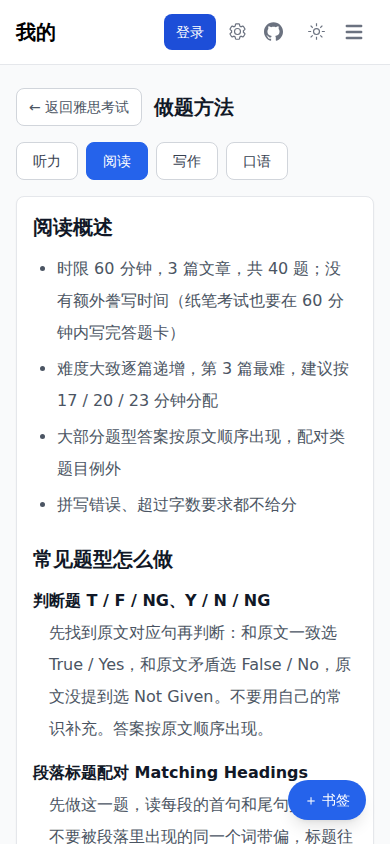 我的
登录
← 返回雅思考试
做题方法
听力
阅读
写作
口语
阅读概述
时限 60 分钟，3 篇文章，共 40 题；没
有额外誊写时间（纸笔考试也要在 60 分
钟内写完答题卡）
难度大致逐篇递增，第 3 篇最难，建议按
17 / 20 / 23 分钟分配
大部分题型答案按原文顺序出现，配对类
题目例外
拼写错误、超过字数要求都不给分
常见题型怎么做
判断题 T / F / NG、Y / N / NG
先找到原文对应句再判断：和原文一致选
True / Yes，和原文矛盾选 False / No，原
文没提到选 Not Given。不要用自己的常
识补充。答案按原文顺序出现。
段落标题配对 Matching Headings
先做这一题，读每段的首句和尾句
不要被段落里出现的同一个词带偏，标题往
＋ 书签